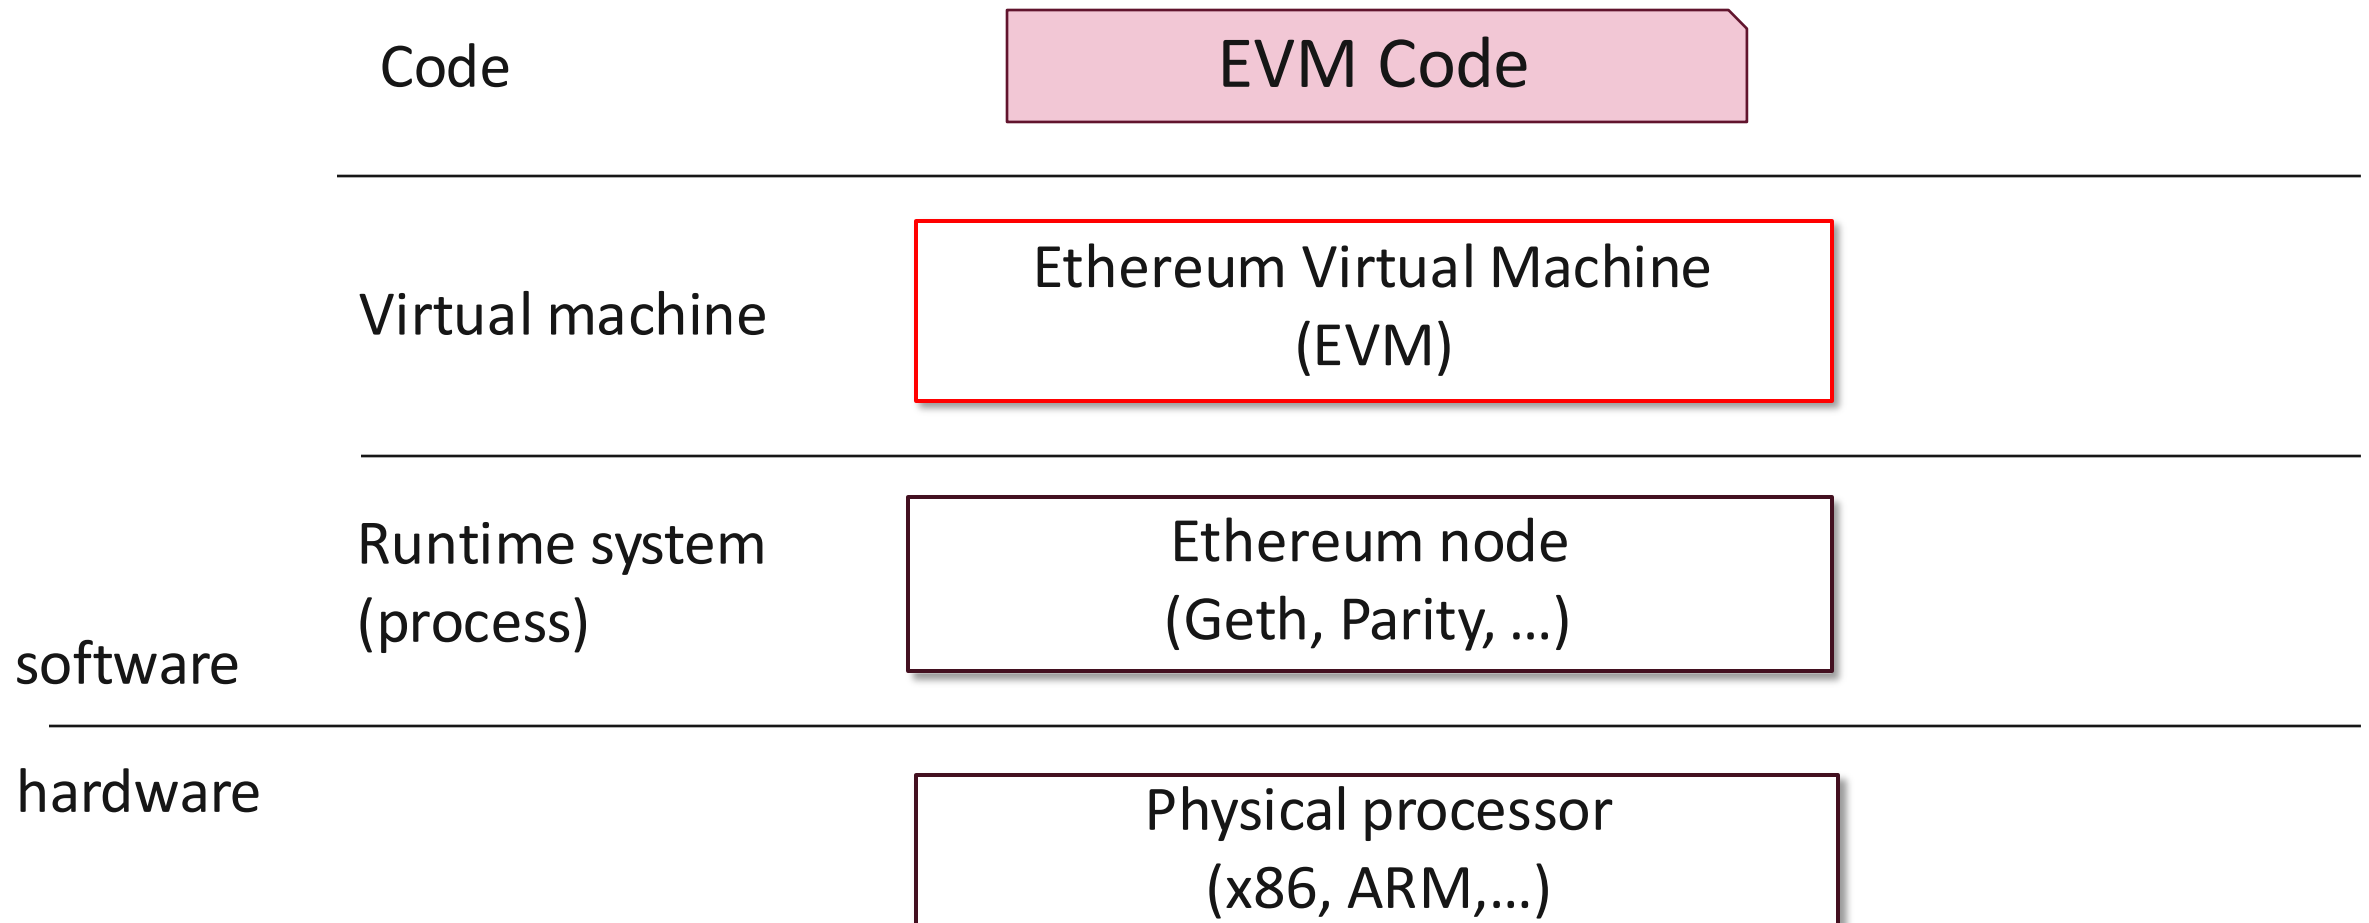 Code
EVM Code
Virtual machine
Ethereum Virtual Machine
(EVM)
Runtime system
(process)
Ethereum node
(Geth, Parity, ...)
software
hardware
Physical processor
(x86, ARM,...)